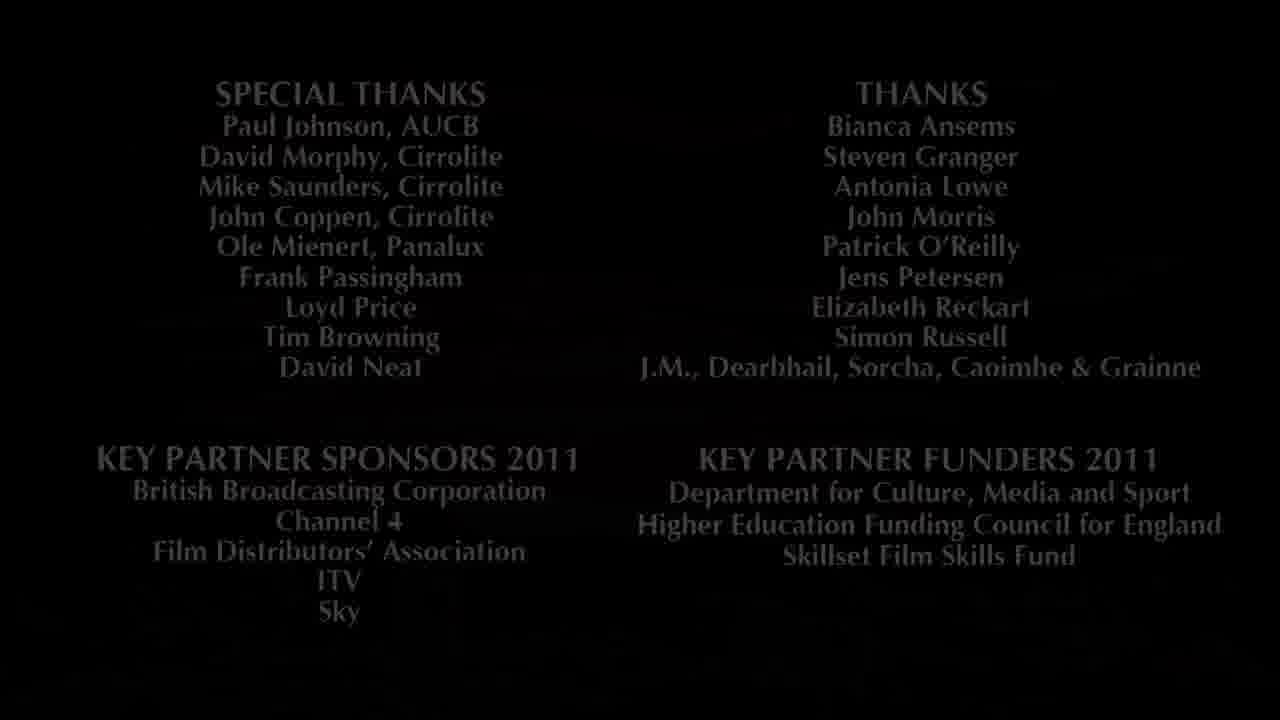 SPECIAL THANKS
Paul Johnson, AUCB
David Morphy, Cirrolite
Mike Saunders, Cirrolite
John Coppen, Cirrolite
Ole Mienert, Panalux
Frank Passingham
Loyd Price
Tim Browning
David Neat
THANKS
Bianca Ansems
Steven Granger
Antonia Lowe
John Morris
Patrick O'Reilly
Jens Petersen
Elizabeth Reckart
Simon Russell
J.M., Dearbhail, Sorcha, Caoimhe & Grainne
KEY PARTNER SPONSORS 2011
British Broadcasting Corporation
Channel 4
Film Distributors' Association
ITV
Sky
KEY PARTNER FUNDERS 2011
Department for Culture, Media and Sport
Higher Education Funding Council for England
Skillset Film Skills Fund